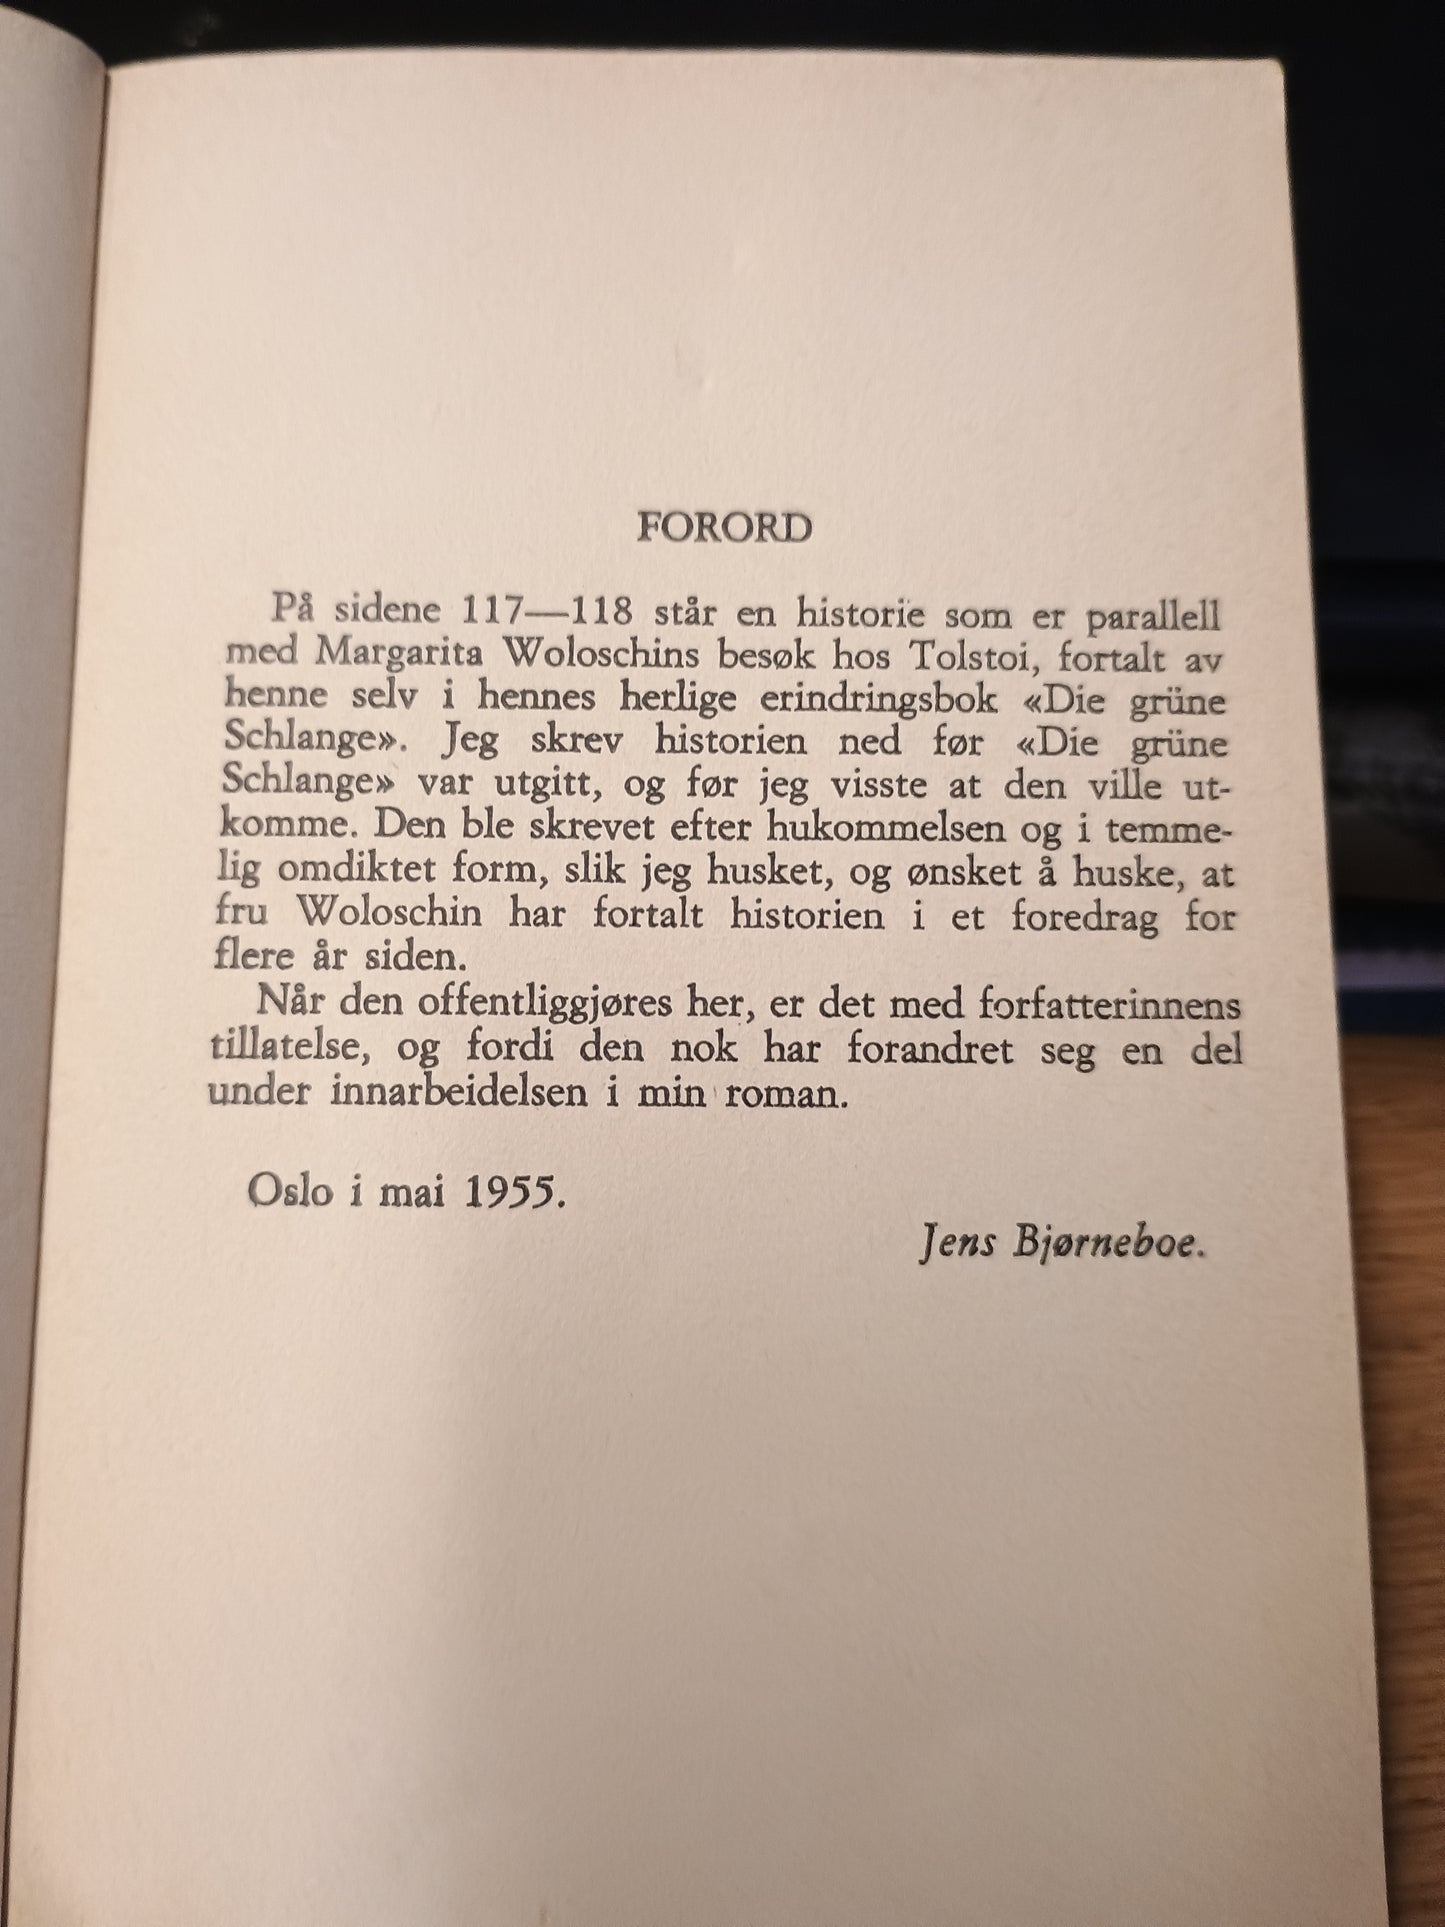 FORORD
På sidene 117—118 står en historie som er parallell
med Margarita Woloschins besøk hos Tolstoi, fortalt av
henne selv i hennes herlige erindringsbok «Die grüne
Schlange». Jeg skrev historien ned før «Die grüne
Schlange» var utgitt, og før jeg visste at den ville ut-
komme. Den ble skrevet efter hukommelsen og i temme-
lig omdiktet form, slik jeg husket, og ønsket å huske, at
fru Woloschin har fortalt historien i et foredrag for
flere år siden.
Når den offentliggjøres her, er det med forfatterinnens
tillatelse, og fordi den nok har forandret seg en del
under innarbeidelsen i min roman.
Oslo i mai 1955.
Jens Bjørneboe.